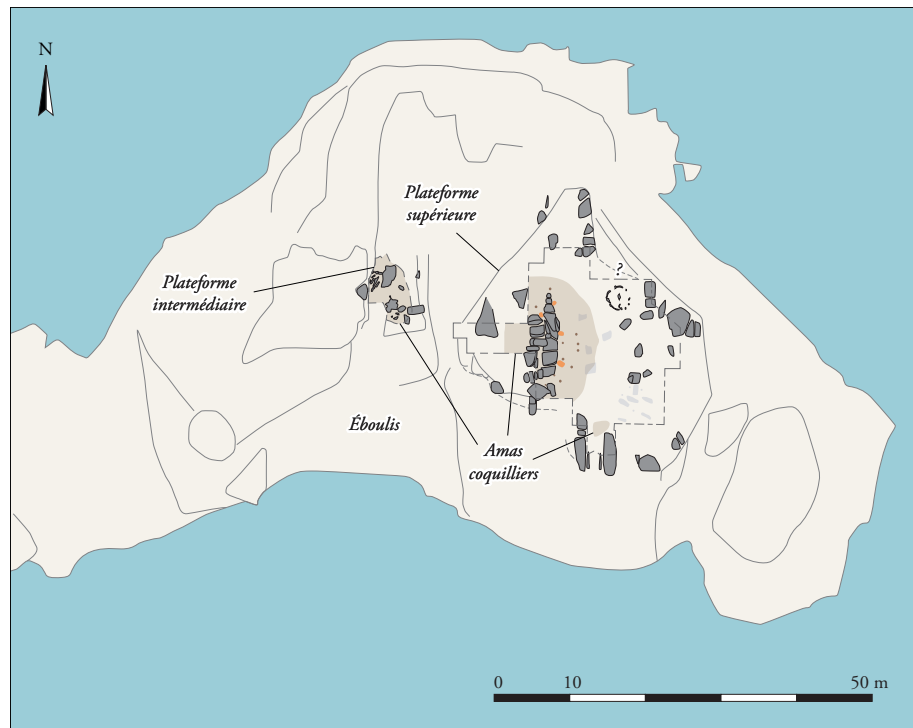 N
Plateforme
supérieure
Plateforme
intermédiaire
?
Éboulis
Amas
coquilliers
0 10 50 m